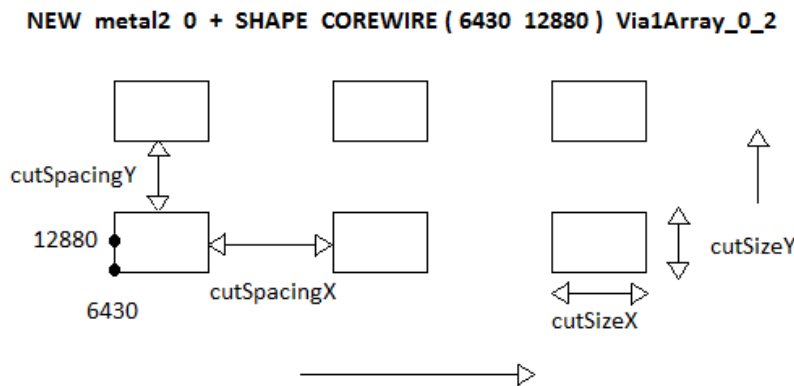 NEW metal2 0 + SHAPE COREWIRE ( 6430 12880 ) Via1Array_0_2
cutSpacingY
12880
cutSpacingX
cutSizeY
6430
cutSizeX